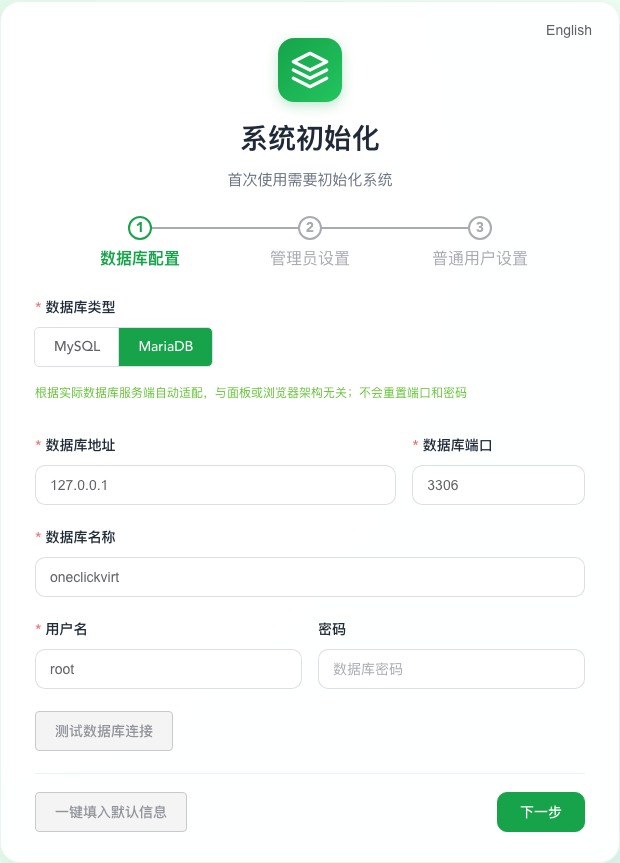 English
系统初始化
首次使用需要初始化系统
1 2 3
数据库配置 管理员设置 普通用户设置
* 数据库类型
MySQL MariaDB
根据实际数据库服务端自动适配，与面板或浏览器架构无关；不会重置端口和密码
* 数据库地址 * 数据库端口
127.0.0.1 3306
* 数据库名称
oneclickvirt
* 用户名 密码
root 数据库密码
测试数据库连接
一键填入默认信息 下一步